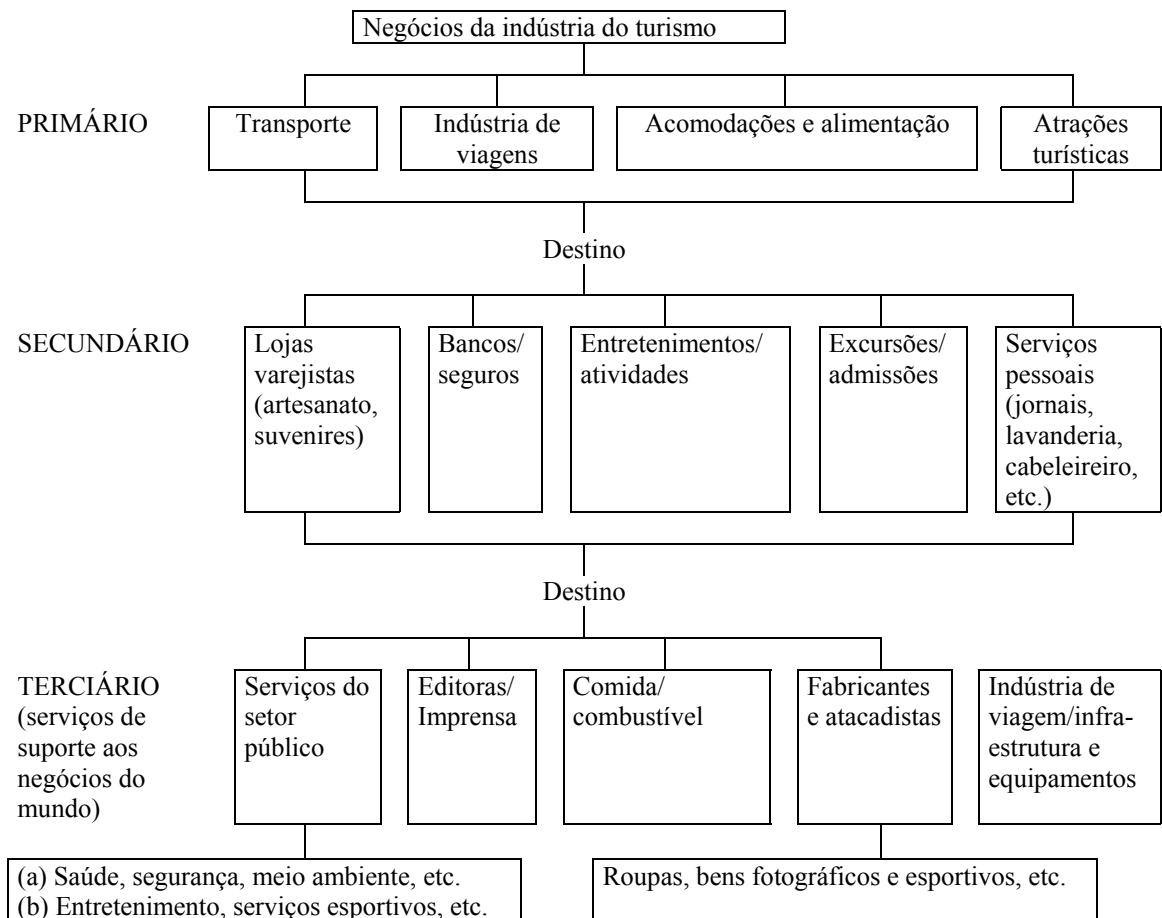 Negócios da indústria do turismo
PRIMÁRIO
Transporte
Indústria de
viagens
Acomodações e alimentação
Atrações
turísticas
Destino
SECUNDÁRIO
Lojas
varejistas
(artesanato,
suvenires)
Bancos/
seguros
Entretenimentos/
atividades
Excursões/
admissões
Serviços
pessoais
(jornais,
lavanderia,
cabeleireiro,
etc.)
Destino
TERCIÁRIO
(serviços de
suporte aos
negócios do
mundo)
Serviços do
setor
público
Editoras/
Imprensa
Comida/
combustível
Fabricantes
e atacadistas
Indústria de
viagem/infra-
estrutura e
equipamentos
(a) Saúde, segurança, meio ambiente, etc.
(b) Entretenimento, serviços esportivos, etc.
Roupas, bens fotográficos e esportivos, etc.